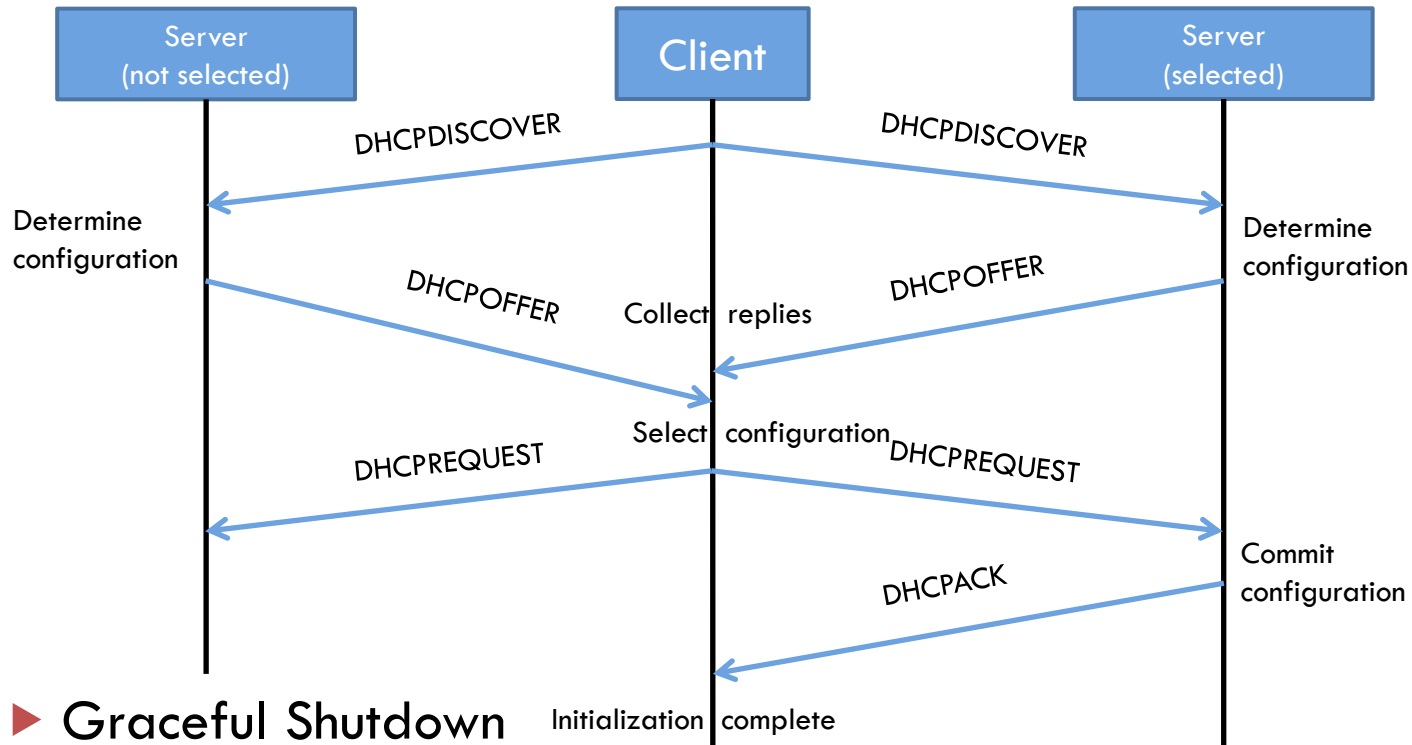 Server
(not selected)
Client
Server
(selected)
DHCPDISCOVER
DHCPDISCOVER
Determine
configuration
Determine
configuration
DHCPOFFER
DHCPOFFER
Collect replies
Select configuration
DHCPREQUEST
DHCPREQUEST
Commit
configuration
DHCPACK
Graceful Shutdown
Initialization complete